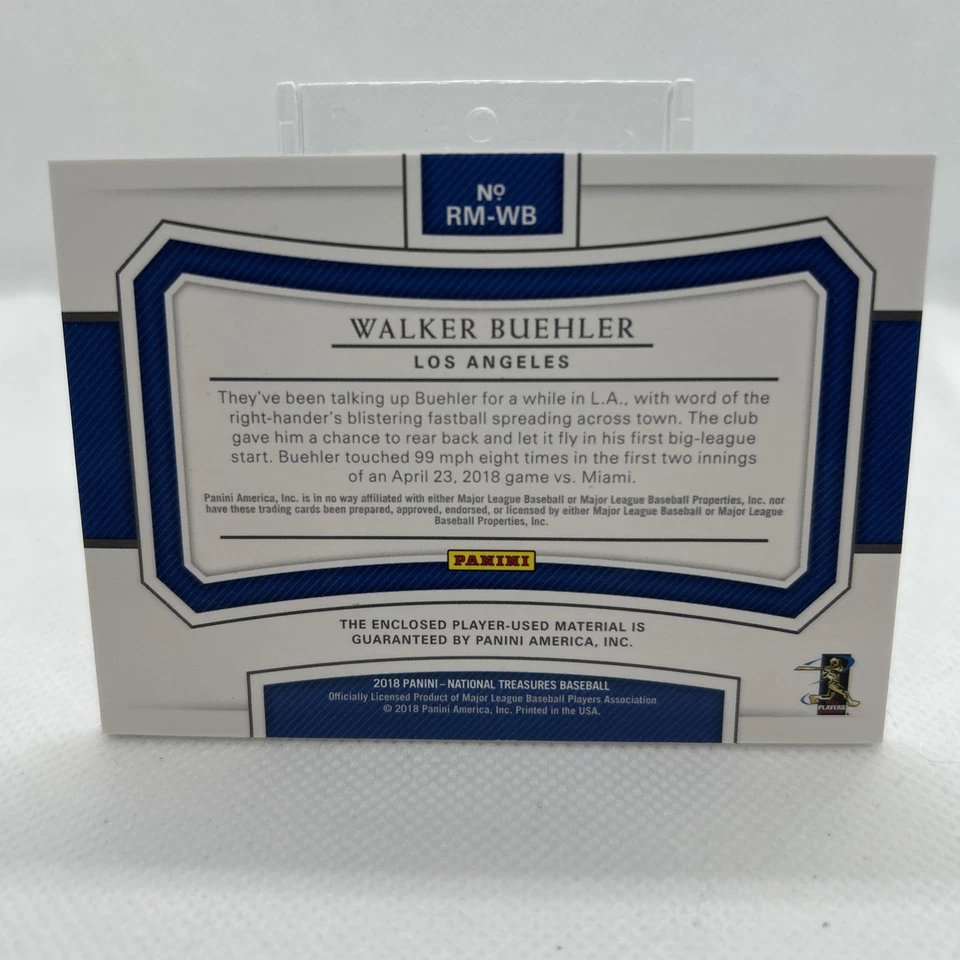 Nº
RM-WB
WALKER BUEHLER
LOS ANGELES
They've been talking up Buehler for a while in L.A., with word of the
right-hander's blistering fastball spreading across town. The club
gave him a chance to rear back and let it fly in his first big-league
start. Buehler touched 99 mph eight times in the first two innings
of an April 23, 2018 game vs. Miami.
Panini America, Inc. is in no way affiliated with either Major League Baseball or Major League Baseball Properties, Inc. nor
have these trading cards been prepared, approved, endorsed, or licensed by either Major League Baseball or Major League
Baseball Properties, Inc.
PANINI
THE ENCLOSED PLAYER-USED MATERIAL IS
GUARANTEED BY PANINI AMERICA, INC.
2018 PANINI – NATIONAL TREASURES BASEBALL
Officially Licensed Product of Major League Baseball Players Association
© 2018 Panini America, Inc. Printed in the USA.
PLAYERS